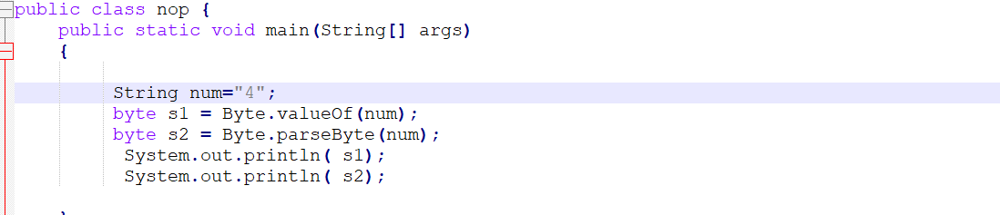 public class nop {
    public static void main(String[] args)
    {

         String num="4";
         byte s1 = Byte.valueOf(num);
         byte s2 = Byte.parseByte(num);
          System.out.println( s1);
          System.out.println( s2);

    }